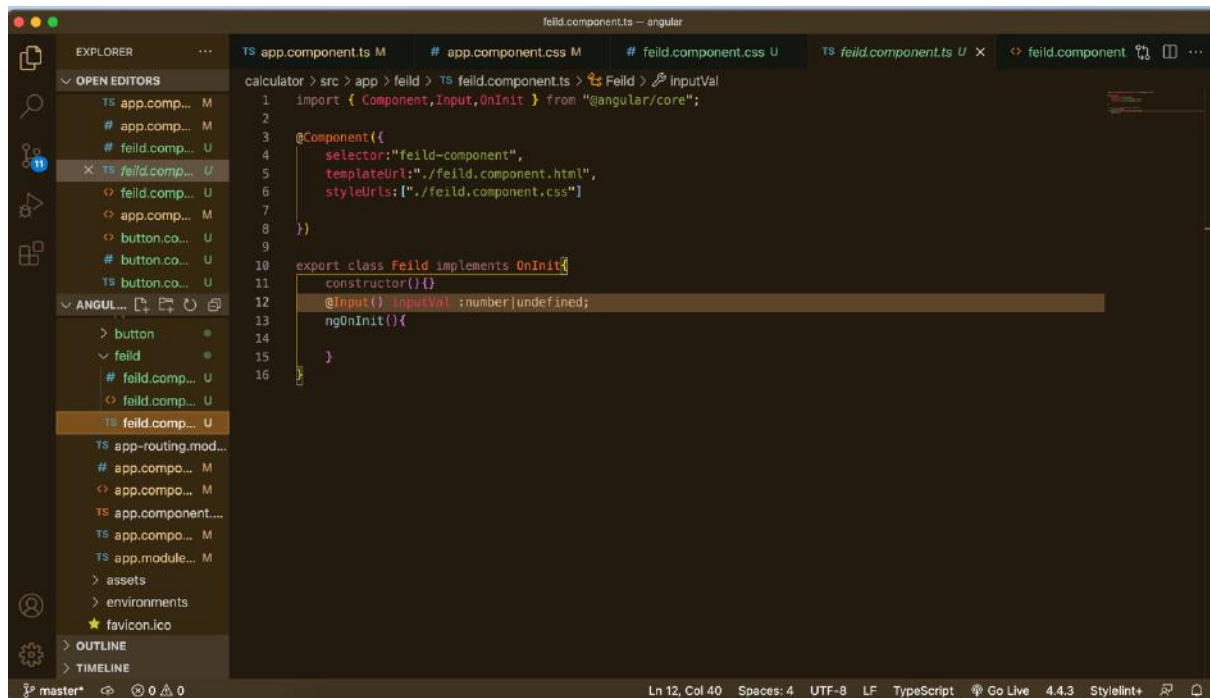 feild.component.ts — angular
EXPLORER ...
TS app.component.ts M # app.component.css M # feild.component.css U TS feild.component.ts U × <> feild.component ...
OPEN EDITORS
calculator > src > app > feild > TS feild.component.ts > Feild > inputVal
TS app.comp... M
# app.comp... M
# feild.comp... U
× TS feild.comp... U
<> feild.comp... U
<> app.comp... M
<> button.co... U
# button.co... U
TS button.co... U
11
ANGUL...
> button
feild
# feild.comp... U
<> feild.comp... U
TS feild.comp... U
TS app-routing.mod...
# app.compo... M
<> app.compo... M
TS app.component....
TS app.compo... M
TS app.module... M
> assets
> environments
favicon.ico
> OUTLINE
> TIMELINE
1 import { Component,Input,OnInit } from "@angular/core";
2
3 @Component({
4 selector:"feild-component",
5 templateUrl:"./feild.component.html",
6 styleUrls:["./feild.component.css"]
7
8 })
9
10 export class Feild implements OnInit{
11 constructor(){}
12 @Input() inputVal :number|undefined;
13 ngOnInit(){
14
15 }
16 }
master* 0 0 Ln 12, Col 40 Spaces: 4 UTF-8 LF TypeScript Go Live 4.4.3 Stylelint+